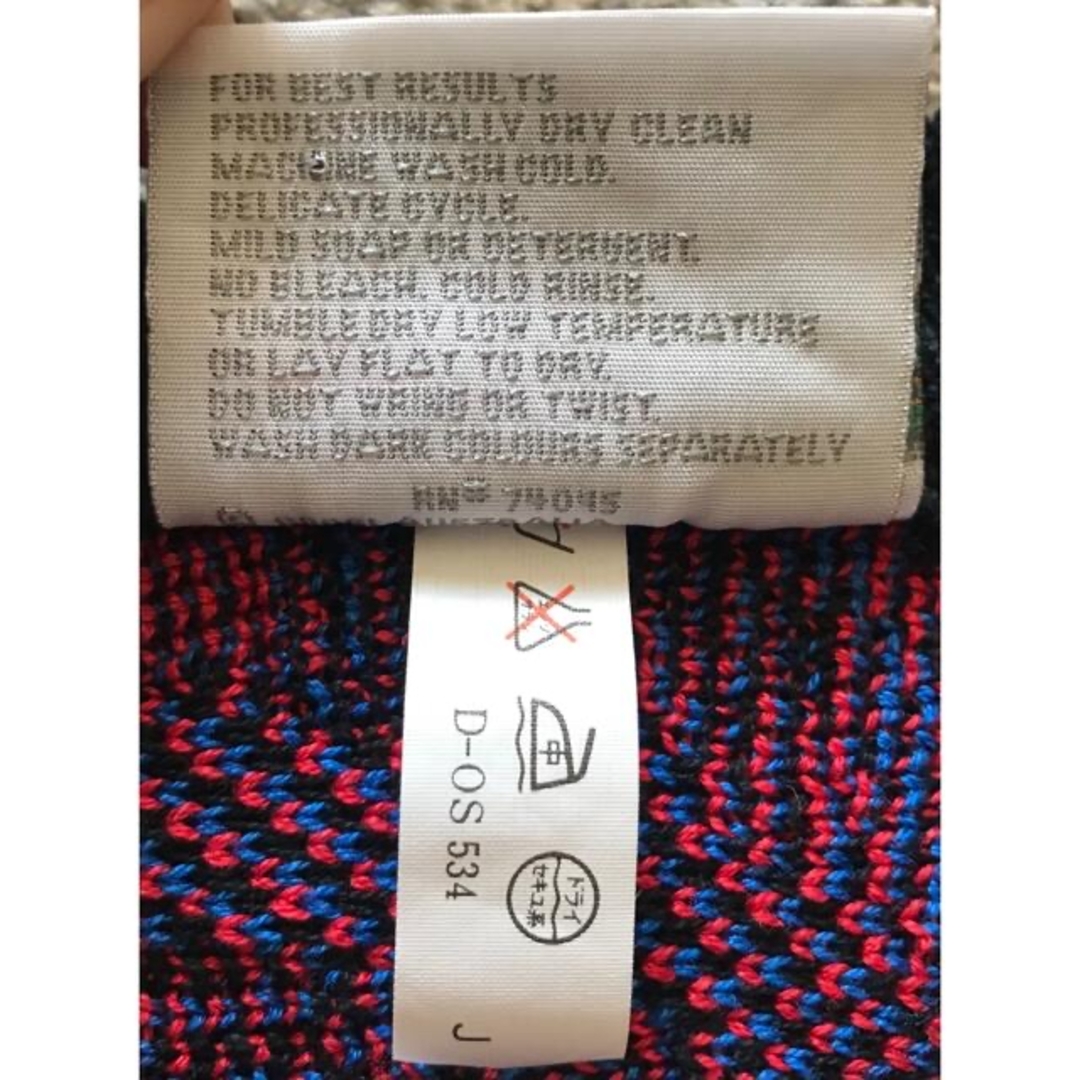 FOR BEST RESULTS
PROFESSIONALLY DRY CLEAN
MACHINE WASH COLD.
DELICATE CYCLE.
MILD SOAP OR DETERGENT.
NO BLEACH. COLD RINSE.
TUMBLE DRY LOW TEMPERATURE
OR LAY FLAT TO DRY.
DO NOT WRING OR TWIST.
WASH DARK COLOURS SEPARATELY
RN# 74095
中
ドライ
セキユ系
D-OS 534 J